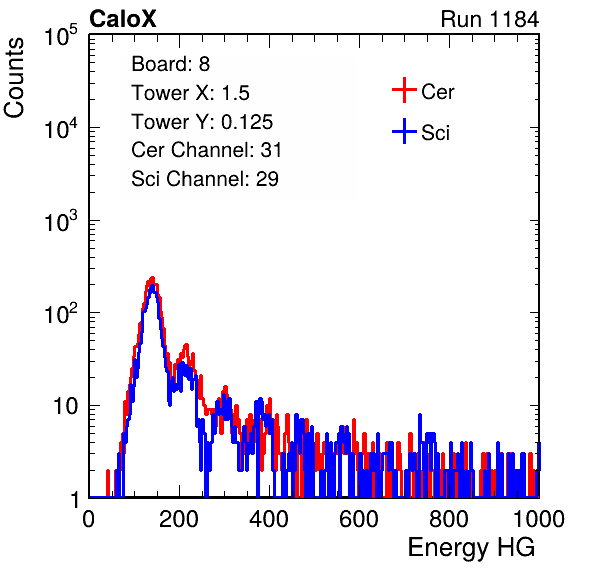 CaloX Run 1184
Counts
Board: 8
Tower X: 1.5
Tower Y: 0.125
Cer Channel: 31
Sci Channel: 29
Cer
Sci
10^5
10^4
10^3
10^2
10
1
0 200 400 600 800 1000
Energy HG